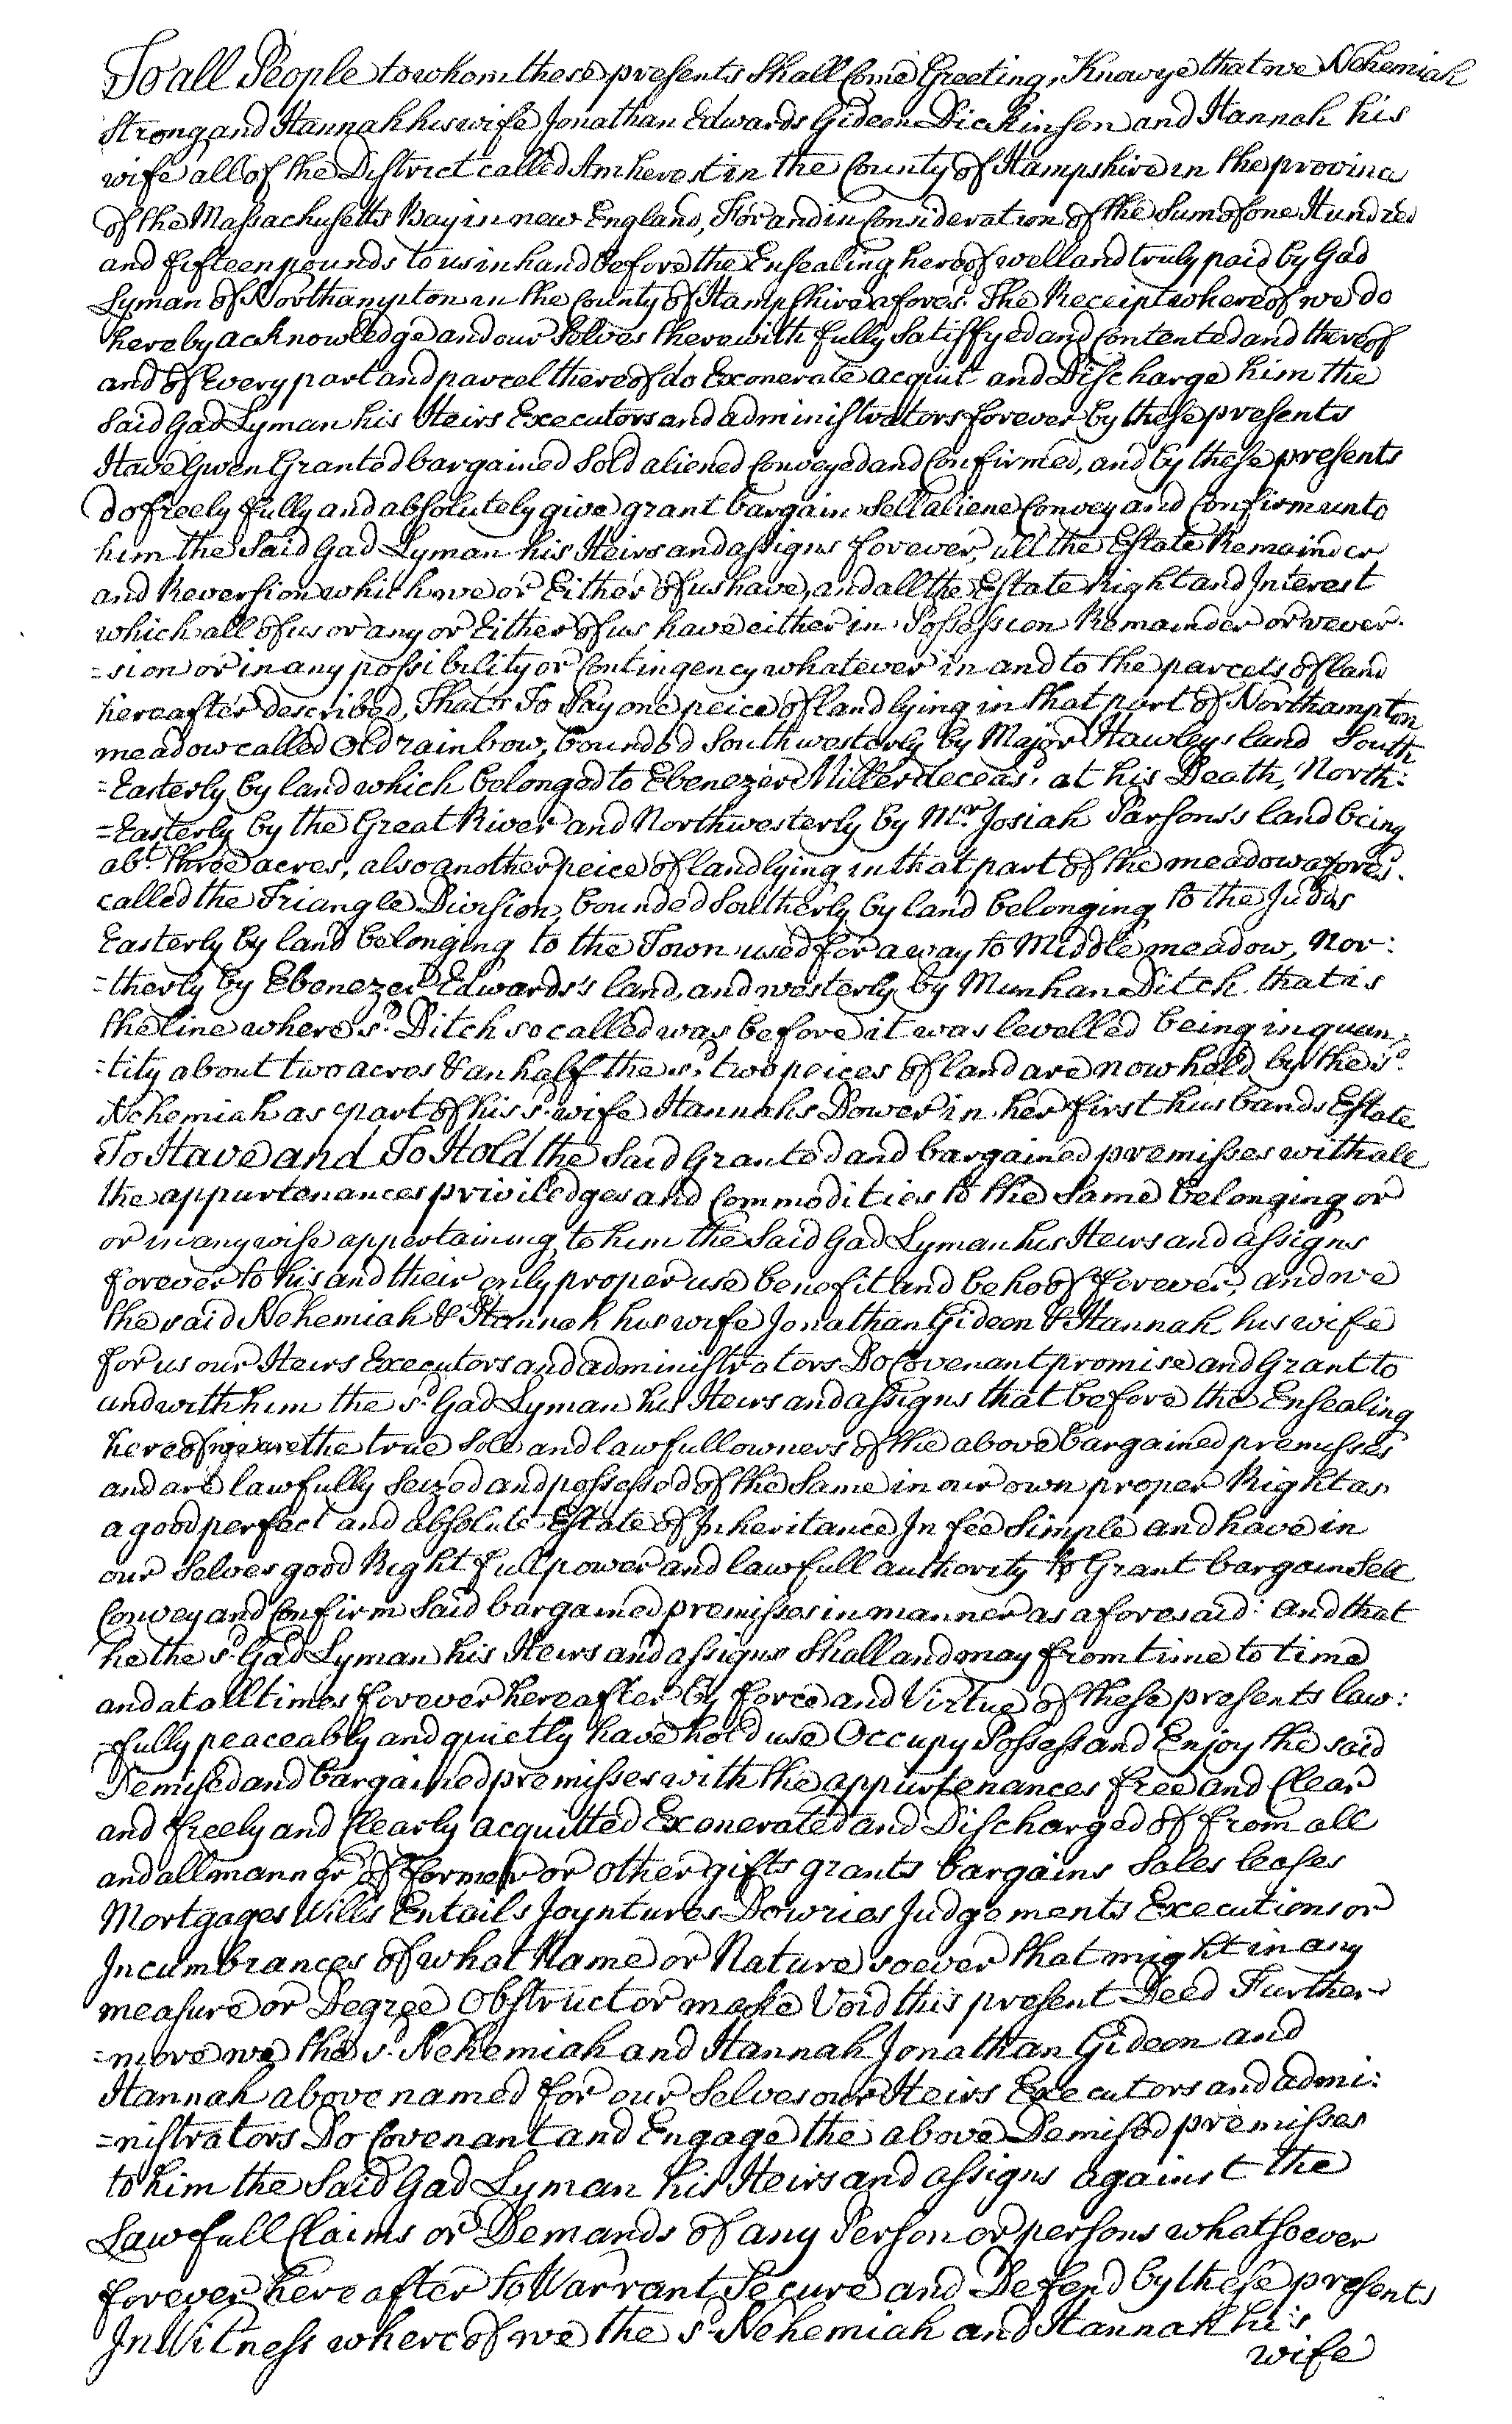 To all People to whom these presents Shall Come Greeting, Know ye that we Nehemiah
Strong and Hannah his wife Jonathan Edwards Gideon Dickinson and Hannah his
wife all of the District called Amherest in the County of Hampshire in the province
of the Massachusetts Bay in new England, For and in Consideration of the Sum of one Hundred
and fifteen pounds to us in hand before the Ensealing hereof well and truly paid by Gad
Lyman of Northampton in the County of Hampshire afores.d The Receipt whereof we do
hereby acknowledge and our Selves therewith fully Satisfyed and Contented and thereof
and of Every part and parcel thereof do Exonerate acquit and Discharge him the
Said Gad Lyman his Heirs Executors and administrators forever by these presents
Have Given Granted bargained Sold aliened Conveyed and Confirmed, and by these presents
do freely fully and absolutely give grant bargain Sell aliene Convey and Confirm unto
him the Said Gad Lyman his Heirs and assigns forever, all the Estate Remainder
and Reversion which we or Either of us have, and all the Estate Right and Interest
which all of us or any or Either of us have either in Possession Remainder or rever-
=sion or in any possibility or Contingency whatever in and to the parcels of land
hereafter described, That is To Say one peice of land lying in that part of Northampton
meadow called Old rainbow, bounded Southwesterly by Major Hawleys land South
=Easterly by land which belonged to Ebenezer Miller deceas.d at his Death, North:
=Easterly by the Great River and Northwesterly by Mr. Josiah Parsons's land being
ab.t three acres, also another peice of land lying in that part of the meadow afores.d
called the Triangle Division, bounded Southerly by land belonging to the Judds
Easterly by land belonging to the Town used for a way to Middle meadow, Nor:
=therly by Ebenezer Edwards's land, and westerly by Munhan Ditch that is
the line where s.d Ditch so called was before it was levelled being in quan:
=tity about two acres & an half the s.d two peices of land are now held by the s.d
Nehemiah as part of his s.d wife Hannahs Dower in her first husbands Estate
To Have and To Hold the Said Granted and bargained premisses with all
the appurtenances priviledges and Commodities to the Same belonging or
or in any wise appertaining to him the Said Gad Lyman his Heirs and assigns
forever to his and their only proper use benefit and behoof forever, and we
the said Nehemiah & Hannah his wife Jonathan Gideon & Hannah his wife
for us our Heirs Executors and administrators Do Covenant promise and Grant to
and with him the s.d Gad Lyman his Heirs and assigns that before the Ensealing
hereof we are the true Sole and lawfull owners of the above bargained premisses
and are lawfully Seized and possessed of the Same in our own proper Right as
a good perfect and absolute Estate of Inheritance In fee Simple and have in
our Selves good Right full power and lawfull authority to Grant bargain Sell
Convey and Confirm Said bargained premisses in manner as aforesaid: and that
he the s.d Gad Lyman his Heirs and assigns Shall and may from time to time
and at all times forever hereafter by force and Virtue of these presents law:
=fully peaceably and quietly have hold use Occupy Possess and Enjoy the said
Demised and bargained premisses with the appurtenances free and Clear
and freely and Clearly acquitted Exonerated and Discharged of from all
and all manner of former or other gifts grants bargains Sales leases
Mortgages Wills Entails Joyntures Dowries Judgements Executions or
Incumbrances of what Name or Nature soever that might in any
measure or Degree Obstruct or make Void this present Deed Further
=more we the s.d Nehemiah and Hannah Jonathan Gideon and
Hannah above named for our Selves our Heirs Executors and admi:
=nistrators Do Covenant and Engage the above Demised premisses
to him the Said Gad Lyman his Heirs and assigns against the
Lawfull Claims or Demands of any Person or persons whatsoever
forever hereafter to Warrant Secure and Defend by these presents
In Witness whereof we the s.d Nehemiah and Hannah his
wife